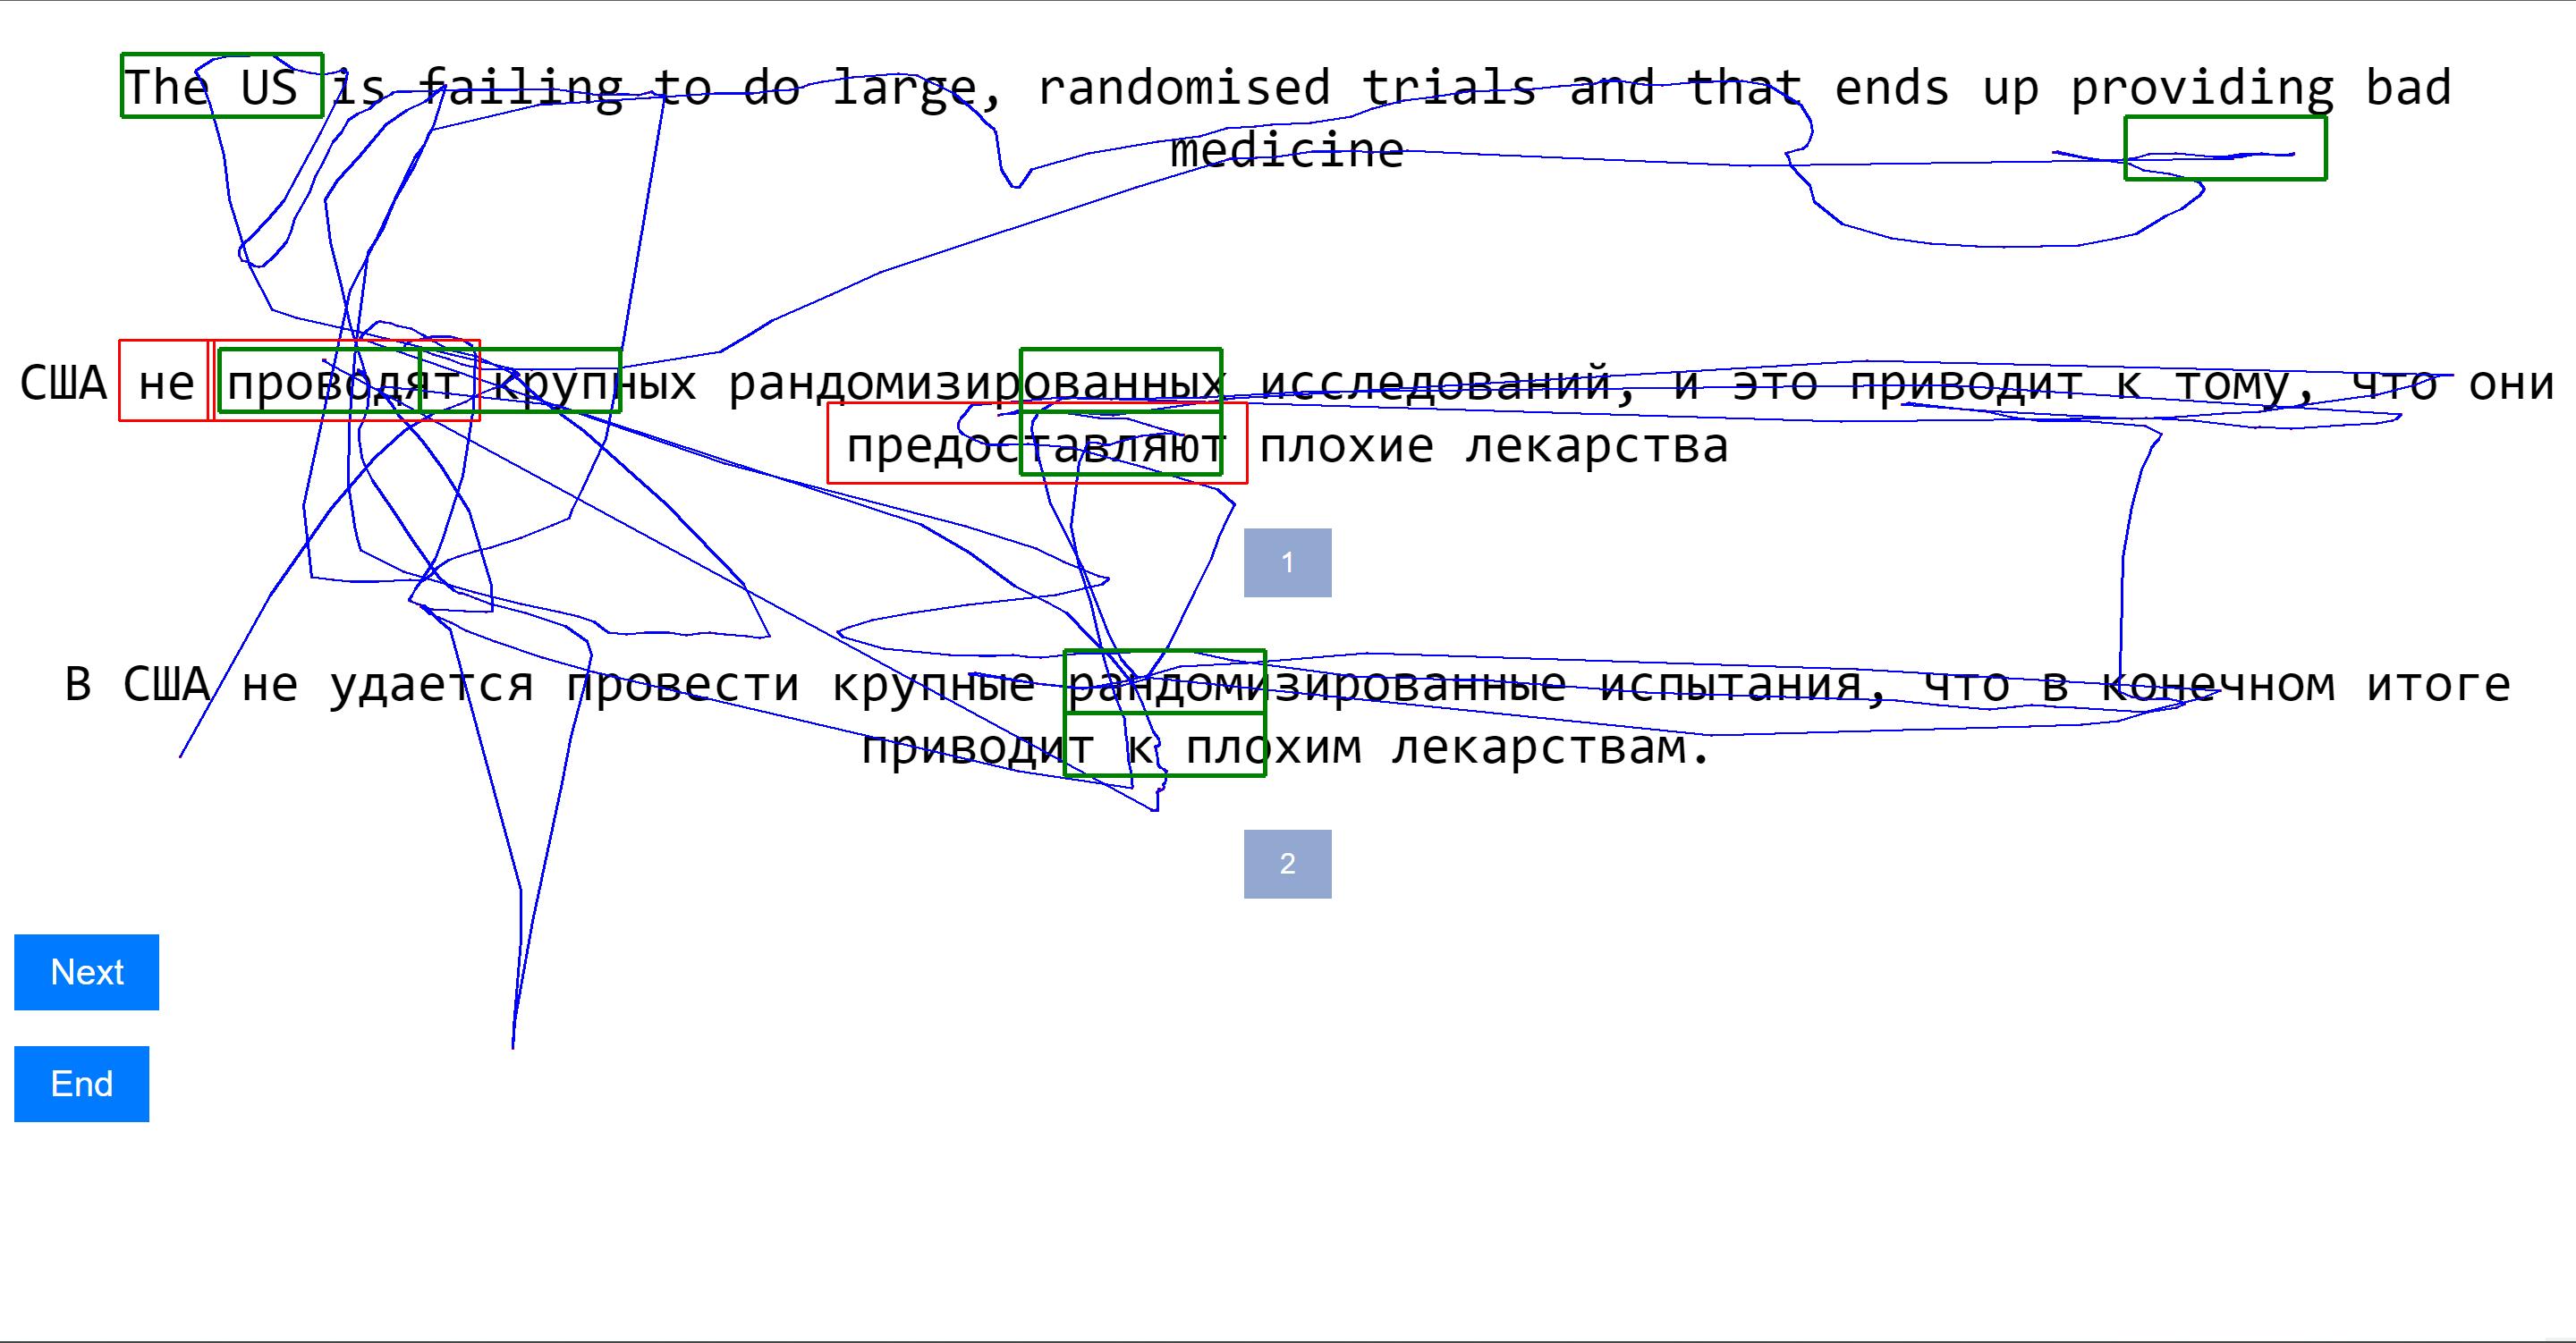 The US is failing to do large, randomised trials and that ends up providing bad
medicine
США не проводят крупных рандомизированных исследований, и это приводит к тому, что они
предоставляют плохие лекарства
1
В США не удается провести крупные рандомизированные испытания, что в конечном итоге
приводит к плохим лекарствам.
2
Next
End